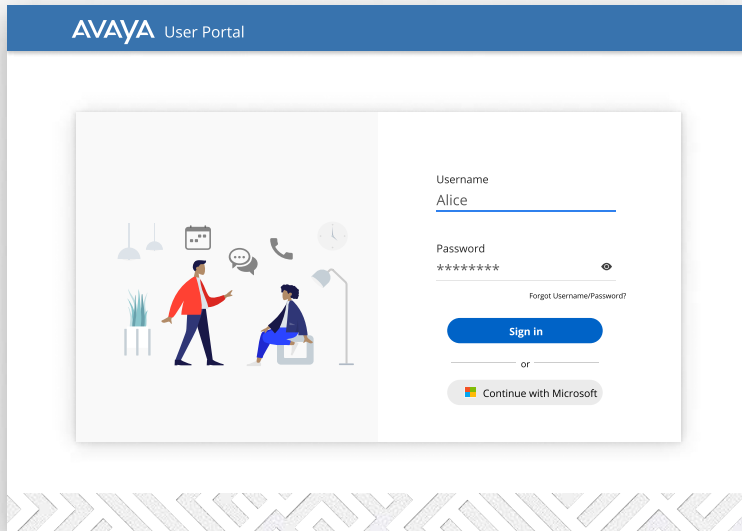 AVAYA User Portal
Username
Alice
Password
********
Forgot Username/Password?
Sign in
or
Continue with Microsoft